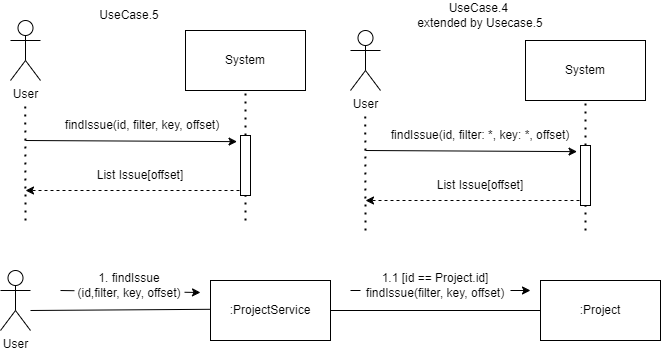 UseCase.5
System
User
findIssue(id, filter, key, offset)
List Issue[offset]
UseCase.4
extended by Usecase.5
System
User
findIssue(id, filter: *, key: *, offset)
List Issue[offset]
1. findIssue
(id,filter, key, offset)
User
:ProjectService
1.1 [id == Project.id]
findIssue(filter, key, offset)
:Project